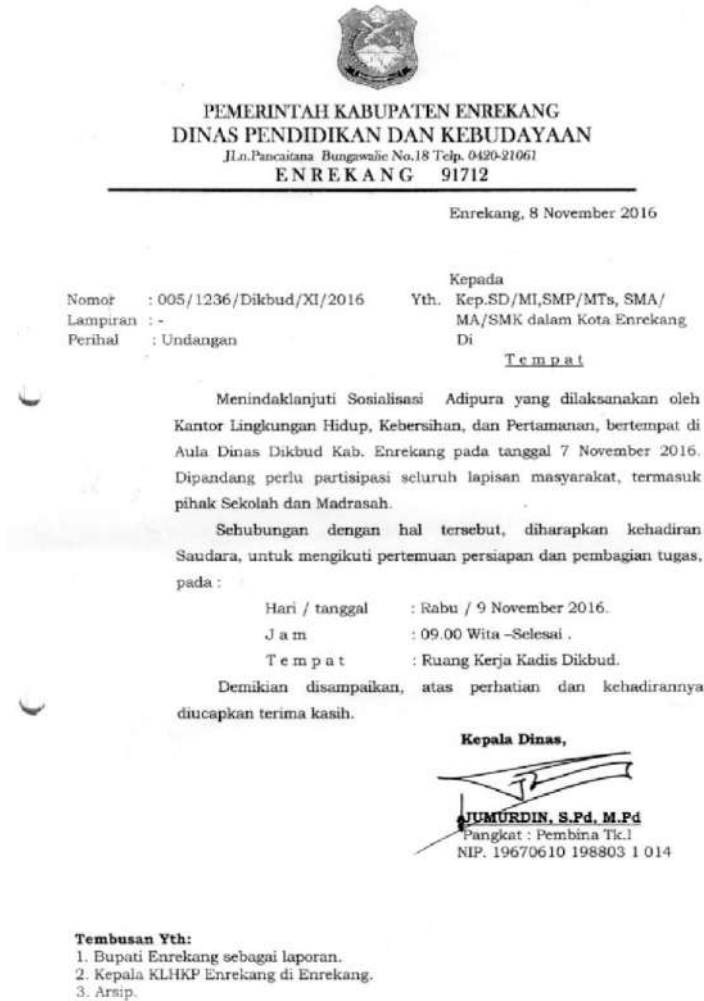 PEMERINTAH KABUPATEN ENREKANG
DINAS PENDIDIKAN DAN KEBUDAYAAN
JLn.Pancaitana Bungawalie No.18 Telp. 0420-21061
ENREKANG 91712
Enrekang, 8 November 2016
Kepada
Nomor : 005/1236/Dikbud/XI/2016
Yth. Kep.SD/MI,SMP/MTs, SMA/
Lampiran : -
MA/SMK dalam Kota Enrekang
Perihal : Undangan
Di
Tempat
Menindaklanjuti Sosialisasi Adipura yang dilaksanakan oleh
Kantor Lingkungan Hidup, Kebersihan, dan Pertamanan, bertempat di
Aula Dinas Dikbud Kab. Enrekang pada tanggal 7 November 2016.
Dipandang perlu partisipasi seluruh lapisan masyarakat, termasuk
pihak Sekolah dan Madrasah.
Sehubungan dengan hal tersebut, diharapkan kehadiran
Saudara, untuk mengikuti pertemuan persiapan dan pembagian tugas,
pada :
Hari / tanggal : Rabu / 9 November 2016.
J a m : 09.00 Wita –Selesai .
T e m p a t : Ruang Kerja Kadis Dikbud.
Demikian disampaikan, atas perhatian dan kehadirannya
diucapkan terima kasih.
Kepala Dinas,
JUMURDIN, S.Pd, M.Pd
Pangkat : Pembina Tk.I
NIP. 19670610 198803 1 014
Tembusan Yth:
1. Bupati Enrekang sebagai laporan.
2. Kepala KLHKP Enrekang di Enrekang.
3. Arsip.